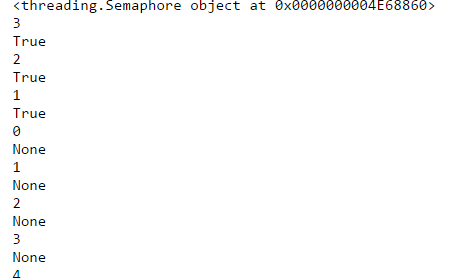 <threading.Semaphore object at 0x0000000004E68860>
3
True
2
True
1
True
0
None
1
None
2
None
3
None
4